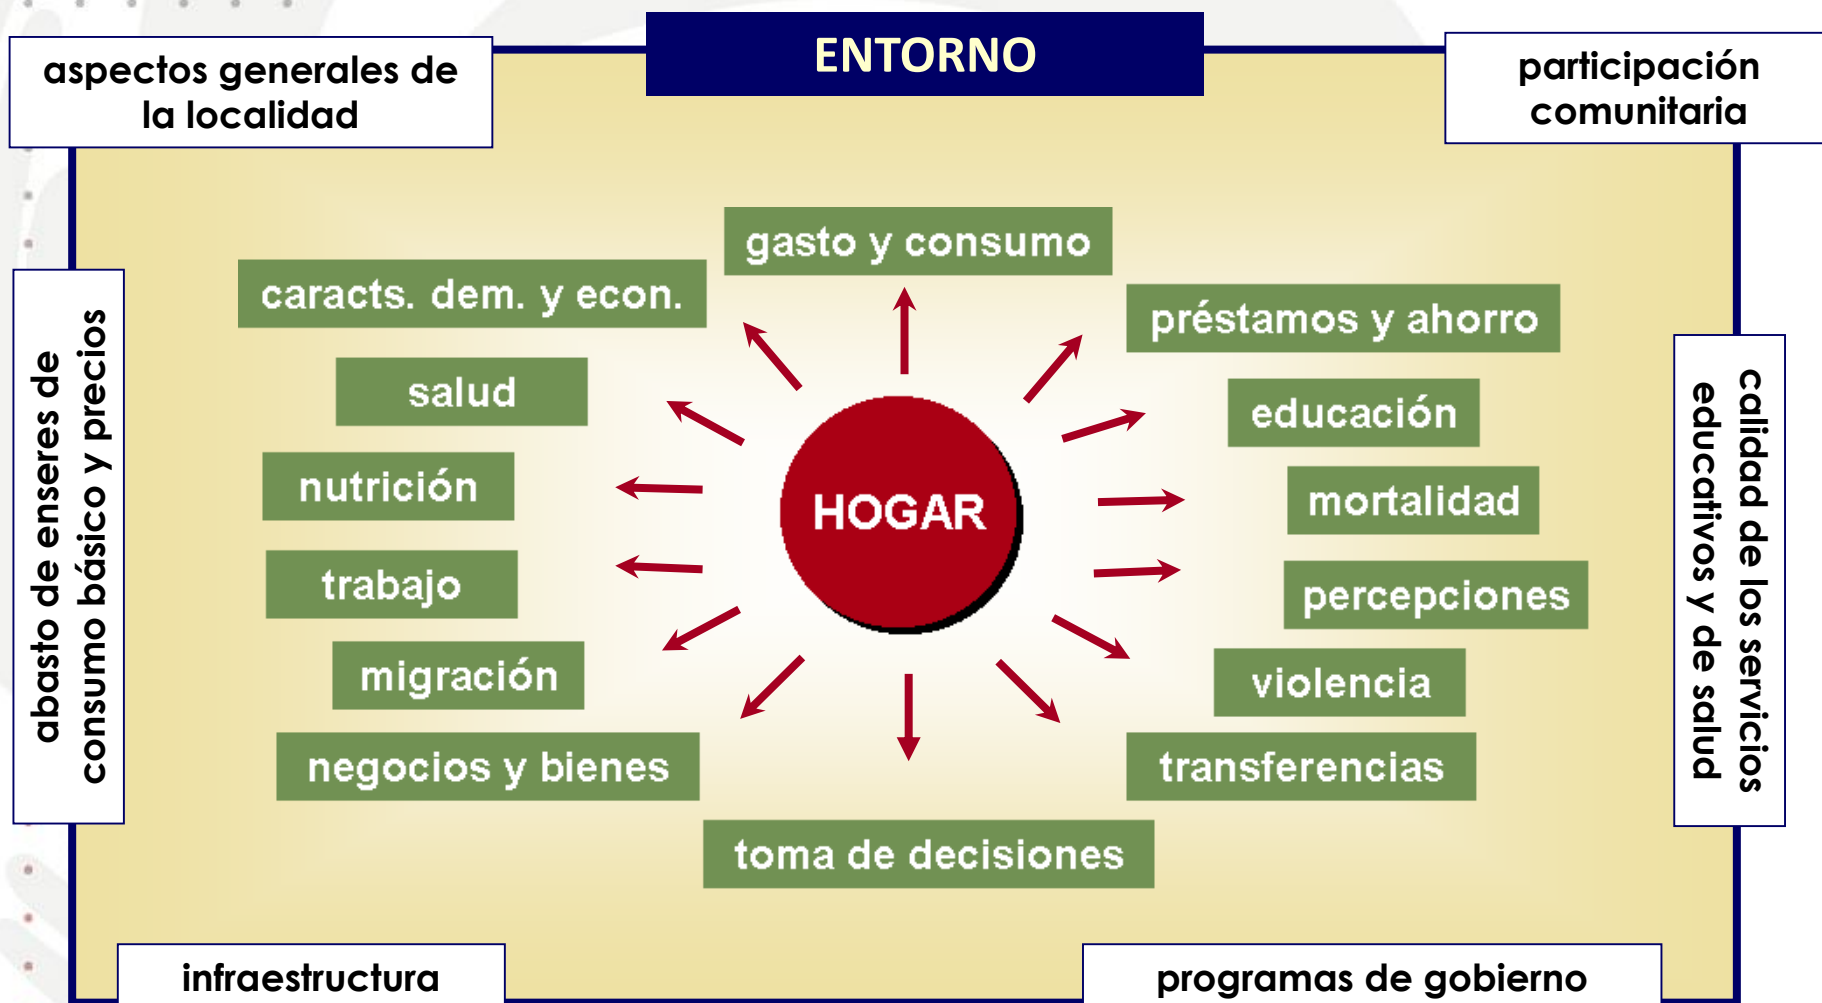 ENTORNO
aspectos generales de
la localidad
participación
comunitaria
gasto y consumo
caracts. dem. y econ.
préstamos y ahorro
salud
educación
nutrición
mortalidad
HOGAR
trabajo
percepciones
migración
violencia
negocios y bienes
transferencias
toma de decisiones
abasto de enseres de
consumo básico y precios
calidad de los servicios
educativos y de salud
infraestructura
programas de gobierno